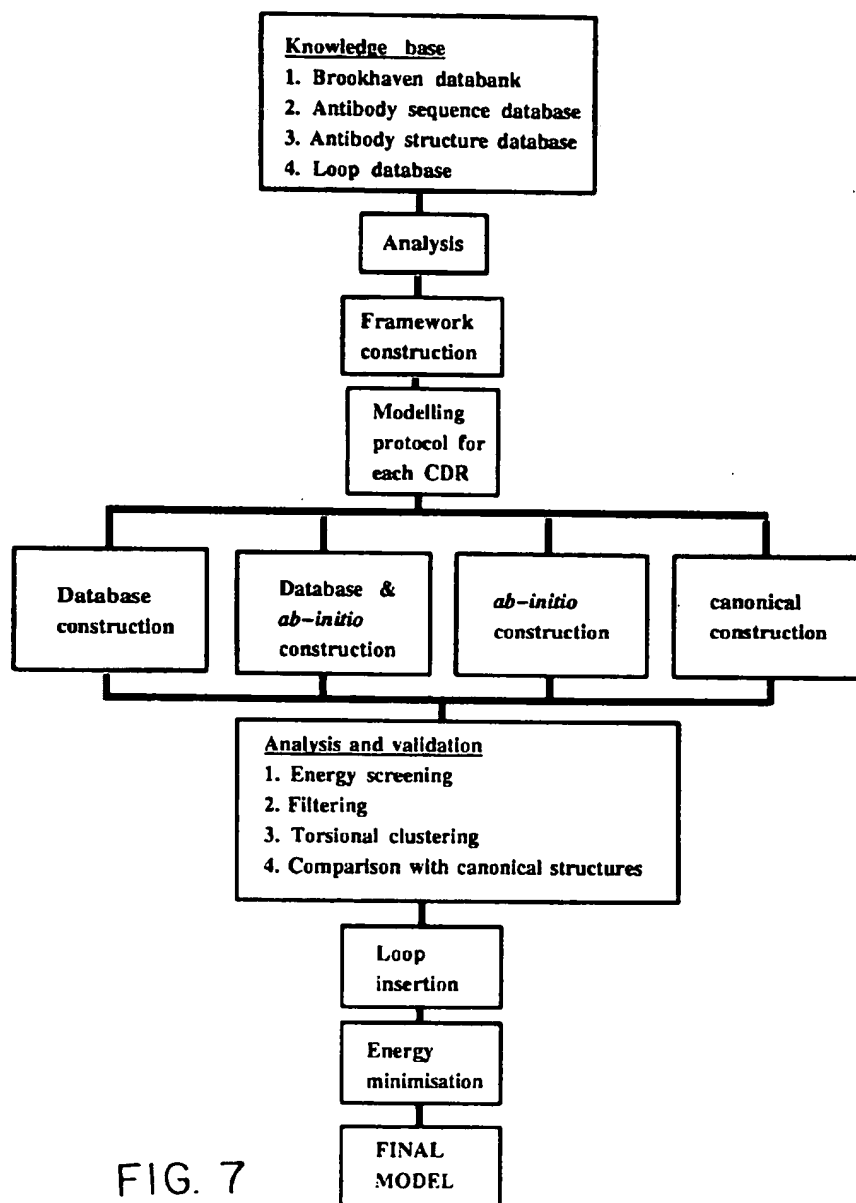 Knowledge base
1. Brookhaven databank
2. Antibody sequence database
3. Antibody structure database
4. Loop database
Analysis
Framework
construction
Modelling
protocol for
each CDR
Database
construction
Database &
ab-initio
construction
ab-initio
construction
canonical
construction
Analysis and validation
1. Energy screening
2. Filtering
3. Torsional clustering
4. Comparison with canonical structures
Loop
insertion
Energy
minimisation
FINAL
MODEL
FIG. 7